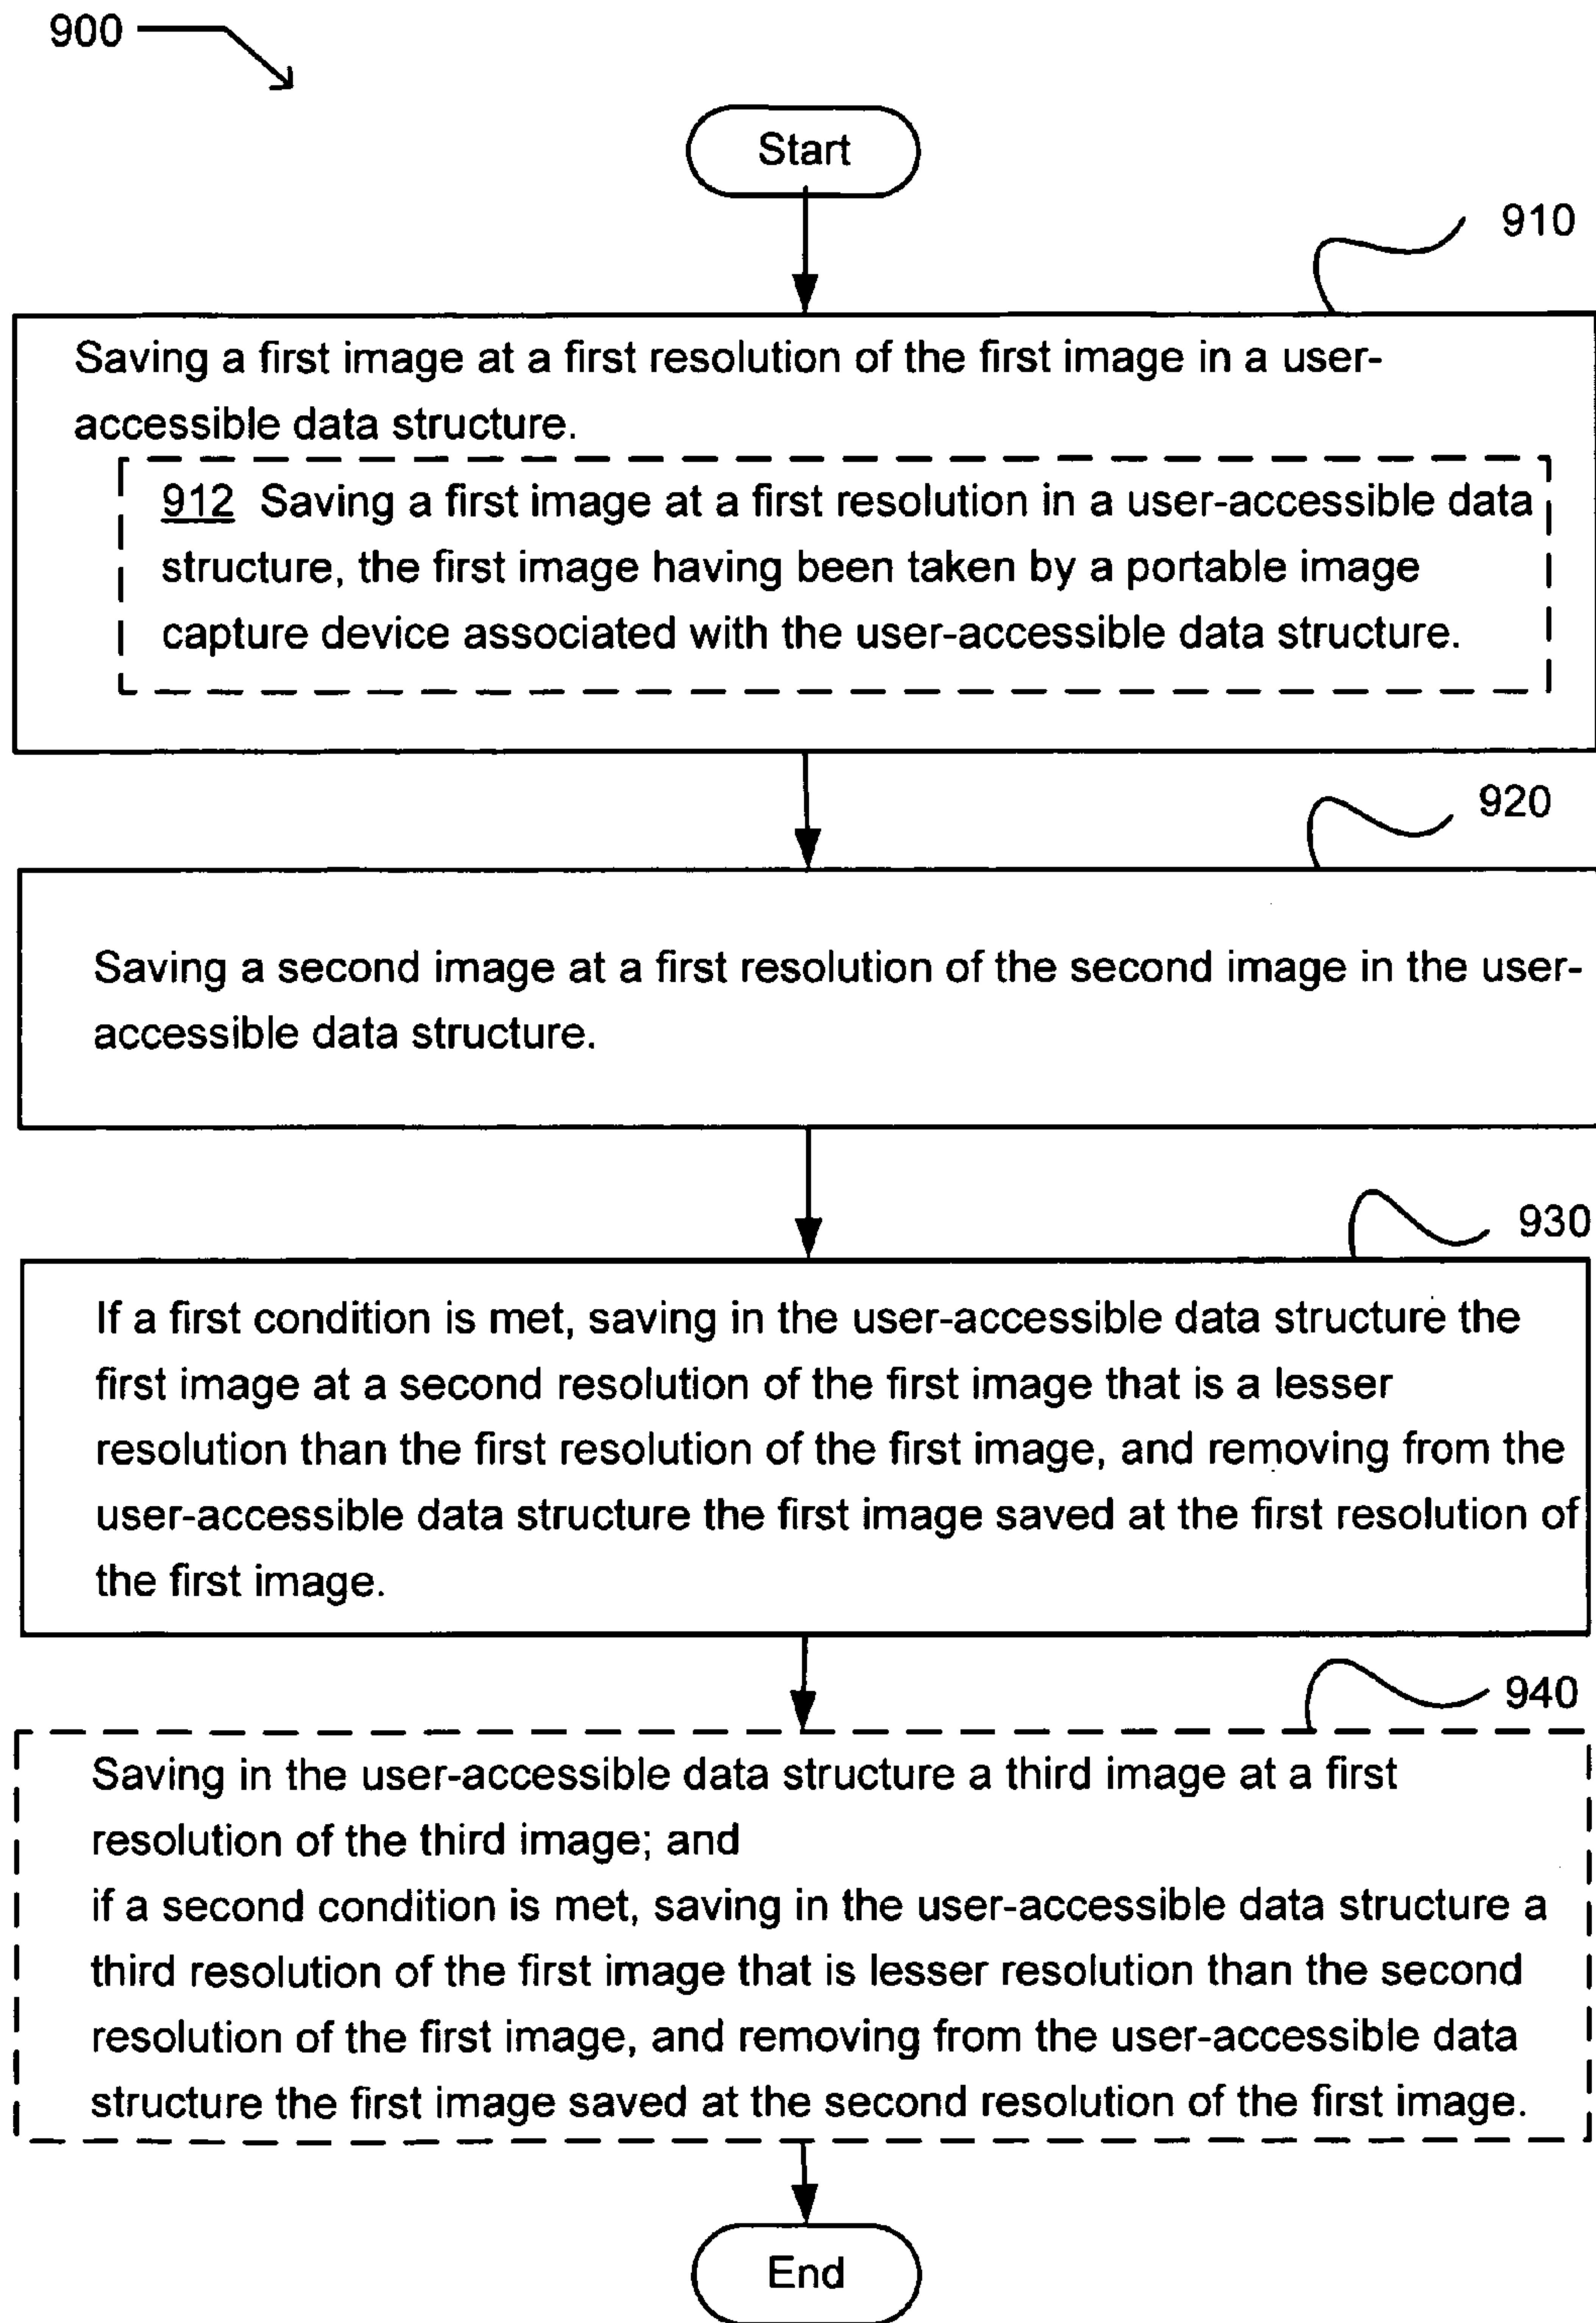 900
Start
910
Saving a first image at a first resolution of the first image in a user-
accessible data structure.
912 Saving a first image at a first resolution in a user-accessible data
structure, the first image having been taken by a portable image
capture device associated with the user-accessible data structure.
920
Saving a second image at a first resolution of the second image in the user-
accessible data structure.
930
If a first condition is met, saving in the user-accessible data structure the
first image at a second resolution of the first image that is a lesser
resolution than the first resolution of the first image, and removing from the
user-accessible data structure the first image saved at the first resolution of
the first image.
940
Saving in the user-accessible data structure a third image at a first
resolution of the third image; and
if a second condition is met, saving in the user-accessible data structure a
third resolution of the first image that is lesser resolution than the second
resolution of the first image, and removing from the user-accessible data
structure the first image saved at the second resolution of the first image.
End